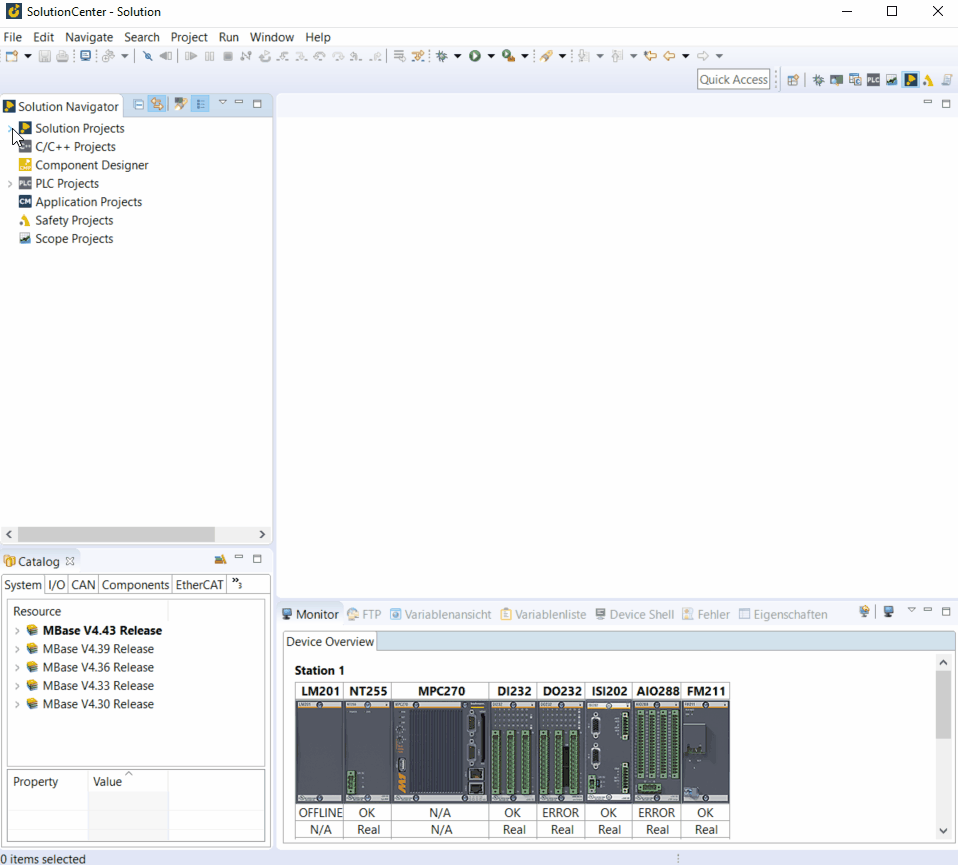 SolutionCenter - Solution
File Edit Navigate Search Project Run Window Help
Quick Access
PLC
Solution Navigator
Solution Projects
C/C++ Projects
Component Designer
PLC PLC Projects
CM Application Projects
Safety Projects
Scope Projects
Catalog
System I/O CAN Components EtherCAT »3
Resource
MBase V4.43 Release
MBase V4.39 Release
MBase V4.36 Release
MBase V4.33 Release
MBase V4.30 Release
Property Value
Monitor FTP Variablenansicht Variablenliste Device Shell Fehler Eigenschaften
Device Overview
Station 1
LM201 NT255 MPC270 DI232 DO232 ISI202 AIO288 FM211
OFFLINE OK N/A OK ERROR OK ERROR OK
N/A Real N/A Real Real Real Real Real
0 items selected